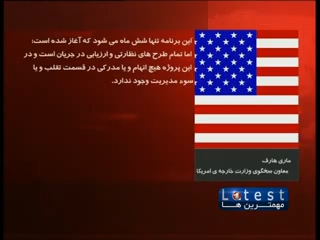 این برنامه تنها شش ماه می شود که آغاز شده است؛
اما تمام طرح های نظارتی و ارزیابی در جریان است و در
این پروژه هیچ اتهام و یا مدرکی در قسمت تقلب و یا
سوء مدیریت وجود ندارد.
ماری هارف
معاون سخنگوی وزارت خارجه ی امریکا
Latest
مهمترین ها